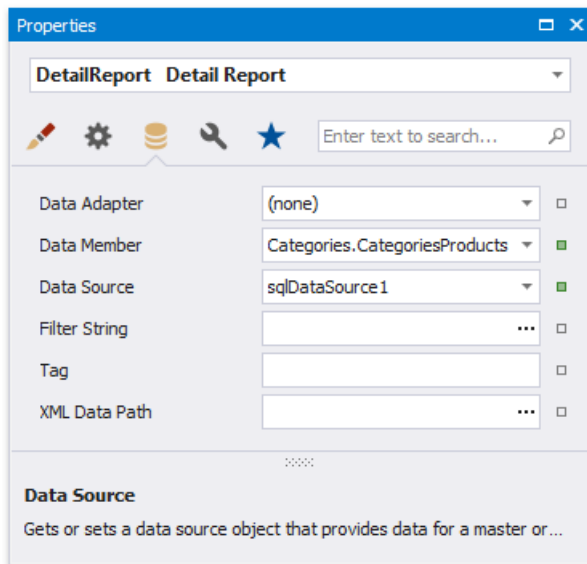 Properties
DetailReport Detail Report
Enter text to search...
Data Adapter (none)
Data Member Categories.CategoriesProducts
Data Source sqlDataSource1
Filter String ...
Tag
XML Data Path ...
Data Source
Gets or sets a data source object that provides data for a master or...